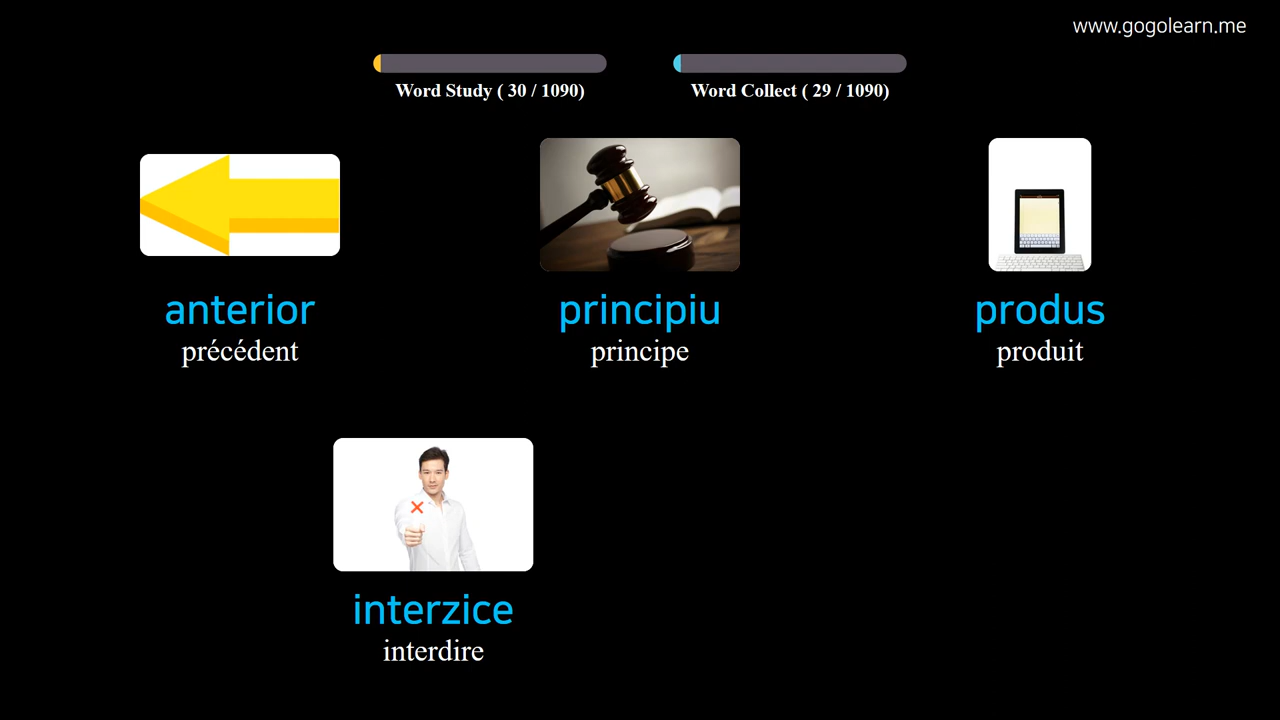 www.gogolearn.me
Word Study ( 30 / 1090)
Word Collect ( 29 / 1090)
anterior
précédent
principiu
principe
produs
produit
interzice
interdire